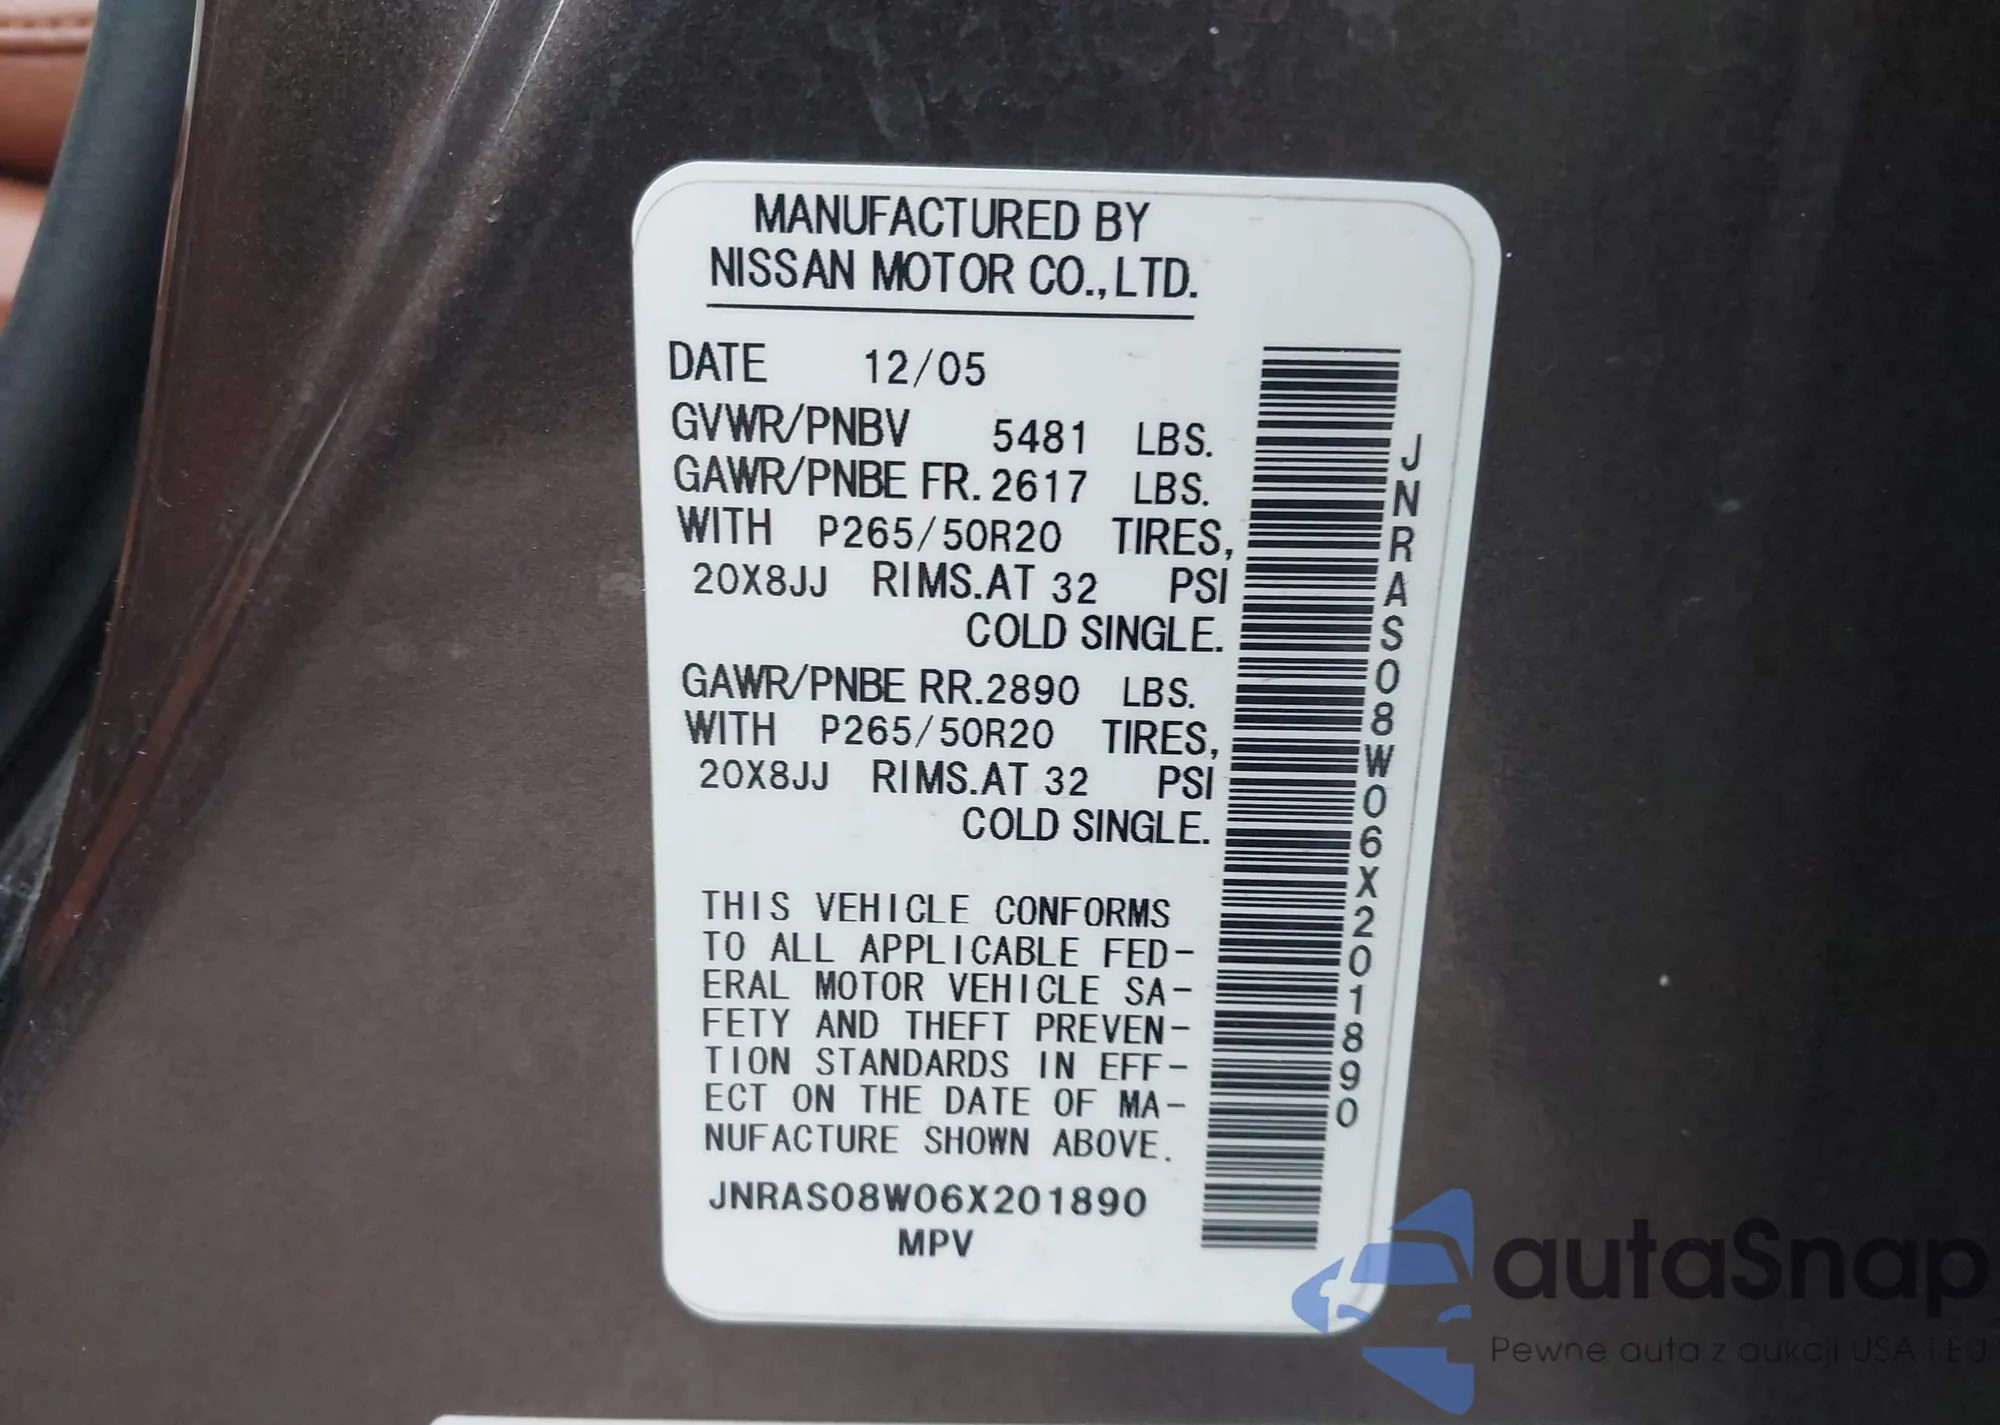 MANUFACTURED BY
NISSAN MOTOR CO.,LTD.
DATE 12/05
GVWR/PNBV 5481 LBS.
GAWR/PNBE FR. 2617 LBS.
WITH P265/50R20 TIRES,
20X8JJ RIMS.AT 32 PSI
COLD SINGLE.
GAWR/PNBE RR. 2890 LBS.
WITH P265/50R20 TIRES,
20X8JJ RIMS.AT 32 PSI
COLD SINGLE.
THIS VEHICLE CONFORMS
TO ALL APPLICABLE FED-
ERAL MOTOR VEHICLE SA-
FETY AND THEFT PREVEN-
TION STANDARDS IN EFF-
ECT ON THE DATE OF MA-
NUFACTURE SHOWN ABOVE.
JNRAS08W06X201890
MPV
JNRAS08W06X201890
autaSnap
Pewne auta z aukcji USA i EU